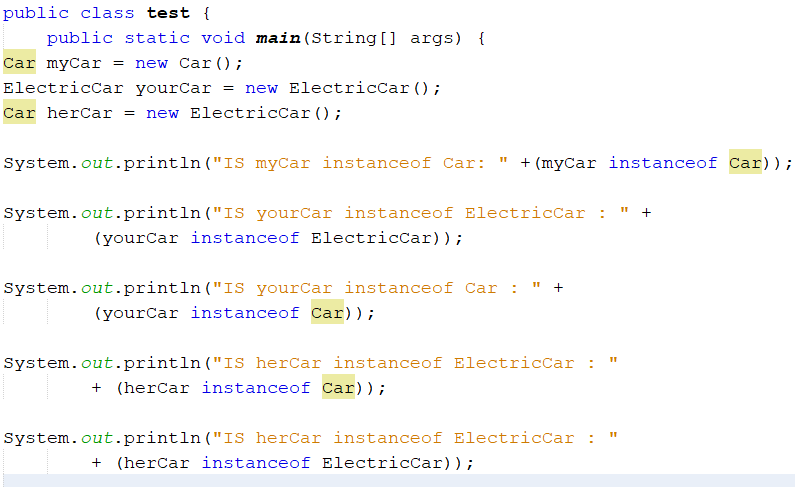 public class test {
public static void main(String[] args) {
Car myCar = new Car();
ElectricCar yourCar = new ElectricCar();
Car herCar = new ElectricCar();
System.out.println("IS myCar instanceof Car: " +(myCar instanceof Car));
System.out.println("IS yourCar instanceof ElectricCar : " +
(yourCar instanceof ElectricCar));
System.out.println("IS yourCar instanceof Car : " +
(yourCar instanceof Car));
System.out.println("IS herCar instanceof ElectricCar : "
+ (herCar instanceof Car));
System.out.println("IS herCar instanceof ElectricCar : "
+ (herCar instanceof ElectricCar));